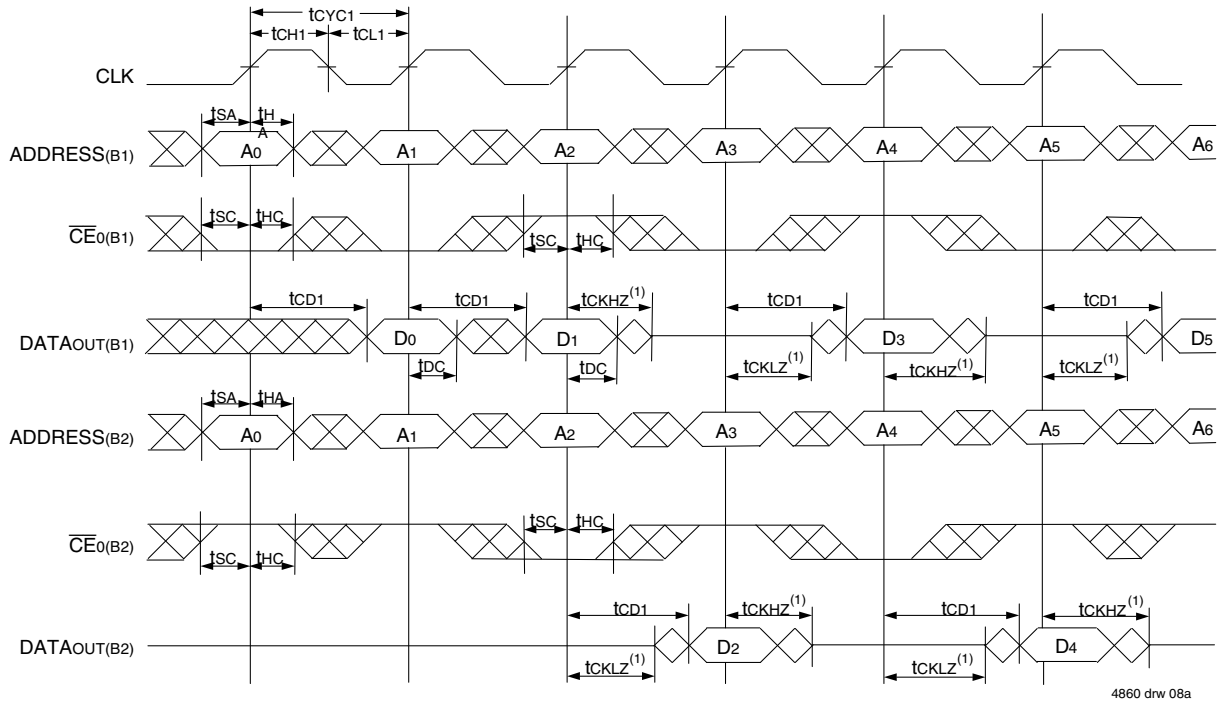 tCYC1
tCH1 tCL1
CLK
tSA tH
A
ADDRESS(B1) A0 A1 A2 A3 A4 A5 A6
tSC tHC
CE0(B1)
tSC tHC
tCD1 tCD1 tCKHZ(1) tCD1 tCD1
DATAOUT(B1) D0 D1 D3 D5
tDC tDC tCKLZ(1) tCKHZ(1) tCKLZ(1)
tSA tHA
ADDRESS(B2) A0 A1 A2 A3 A4 A5 A6
tSC tHC
CE0(B2)
tSC tHC
tCD1 tCKHZ(1) tCD1 tCKHZ(1)
DATAOUT(B2) D2 D4
tCKLZ(1) tCKLZ(1)
4860 drw 08a